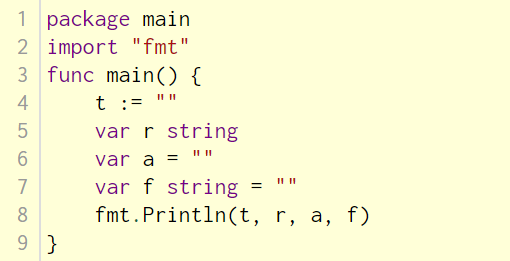 1 package main
2 import "fmt"
3 func main() {
4     t := ""
5     var r string
6     var a = ""
7     var f string = ""
8     fmt.Println(t, r, a, f)
9 }